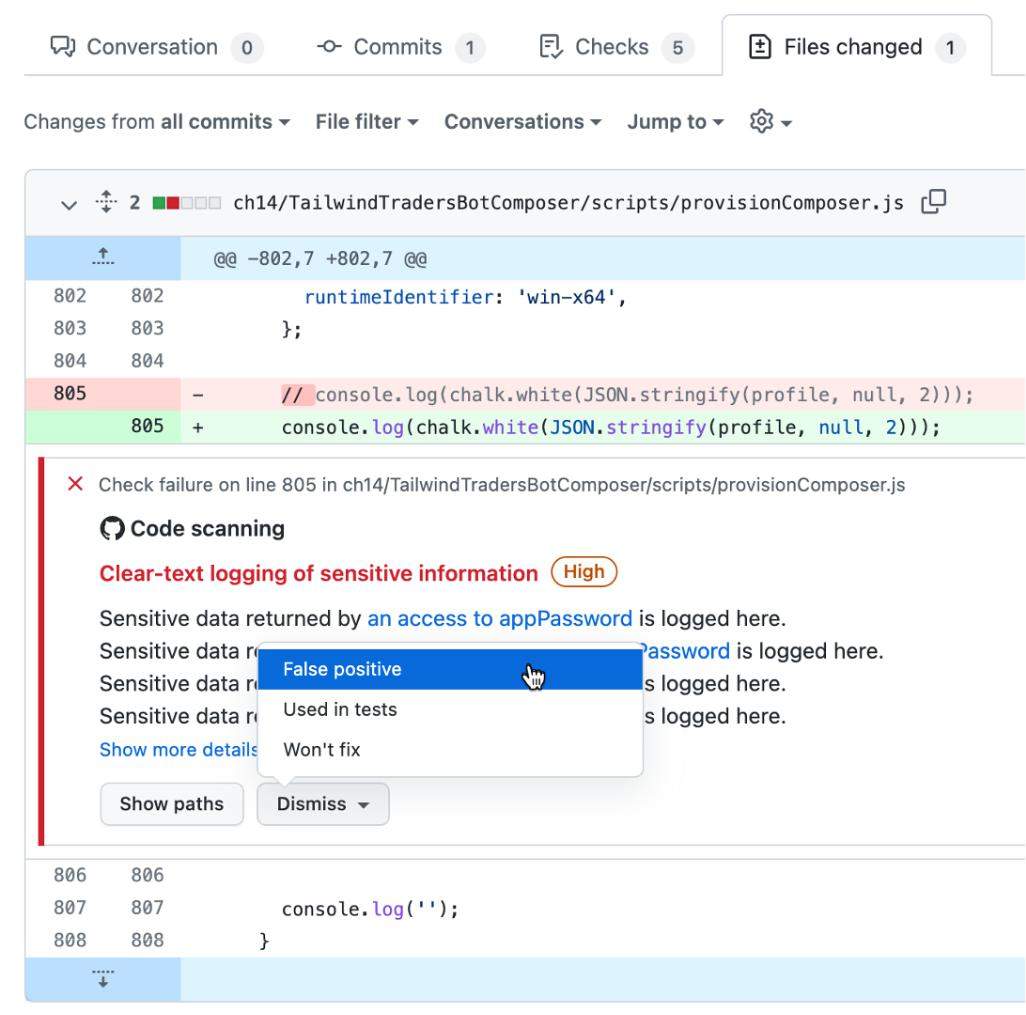 Conversation 0 Commits 1 Checks 5 Files changed 1
Changes from all commits File filter Conversations Jump to
2 ch14/TailwindTradersBotComposer/scripts/provisionComposer.js
@@ -802,7 +802,7 @@
802 802 runtimeIdentifier: 'win-x64',
803 803 };
804 804
805 - // console.log(chalk.white(JSON.stringify(profile, null, 2)));
805 + console.log(chalk.white(JSON.stringify(profile, null, 2)));
Check failure on line 805 in ch14/TailwindTradersBotComposer/scripts/provisionComposer.js
Code scanning
Clear-text logging of sensitive information High
Sensitive data returned by an access to appPassword is logged here.
Sensitive data Password is logged here.
Sensitive data s logged here.
Sensitive data s logged here.
False positive
Used in tests
Won't fix
Show more details
Show paths Dismiss
806 806
807 807 console.log('');
808 808 }